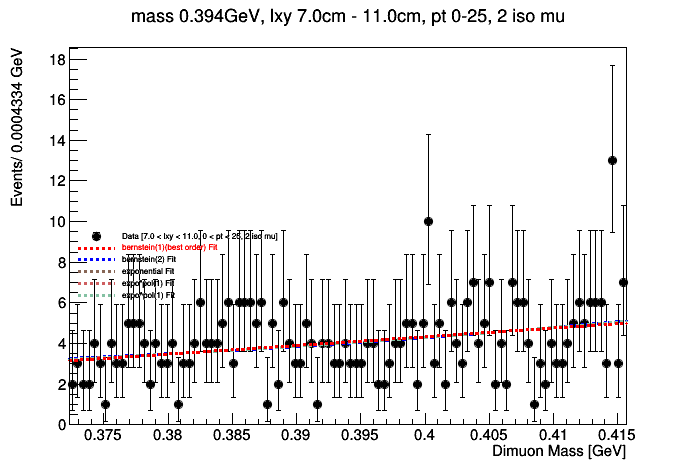 mass 0.394GeV, lxy 7.0cm - 11.0cm, pt 0-25, 2 iso mu
Events/ 0.0004334 GeV
18
16
14
12
10
8
6
4
2
0
Data [7.0 < lxy < 11.0, 0 < pt < 25, 2 iso mu]
bernstein(1)(best order) Fit
bernstein(2) Fit
exponential Fit
expo*pol(1) Fit
expo*pol(1) Fit
0.375 0.38 0.385 0.39 0.395 0.4 0.405 0.41 0.415
Dimuon Mass [GeV]